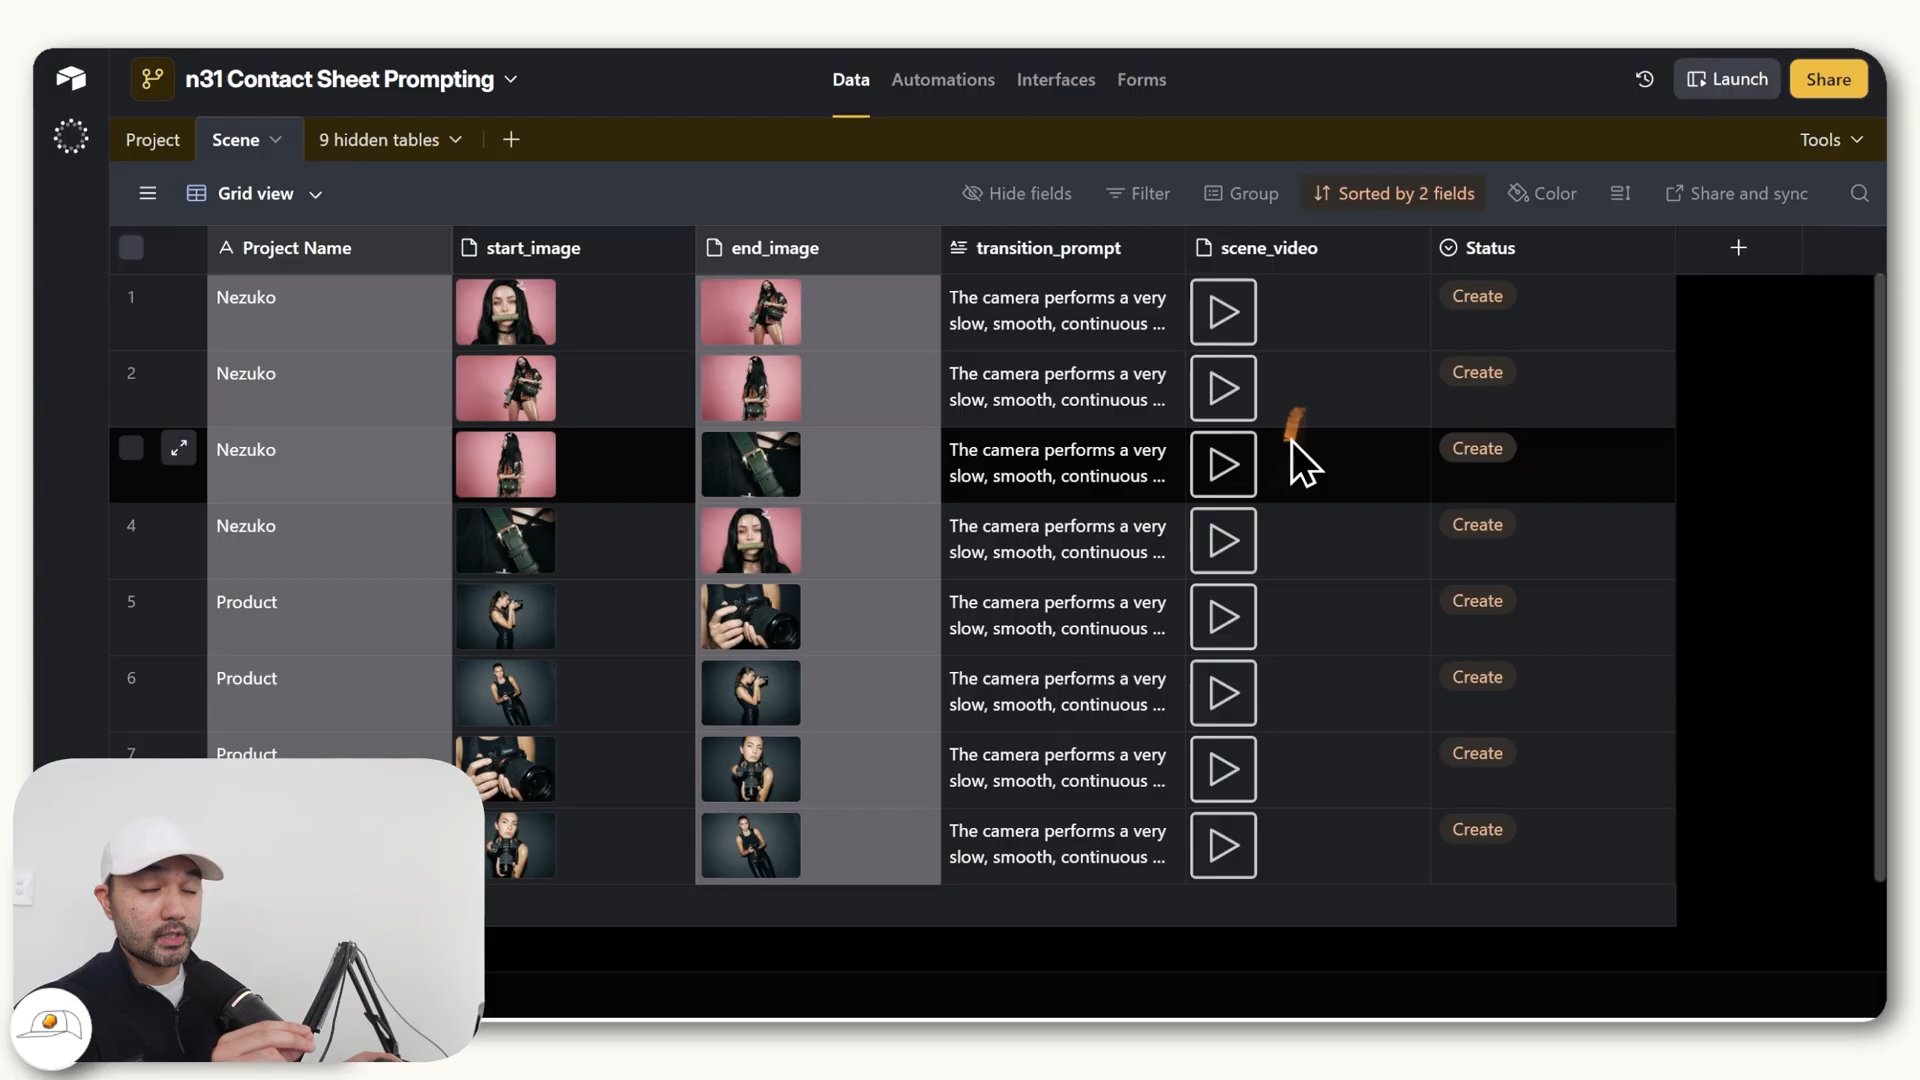 n31 Contact Sheet Prompting
Data Automations Interfaces Forms
Launch Share
Project Scene 9 hidden tables Tools
Grid view Hide fields Filter Group Sorted by 2 fields Color Share and sync
Project Name start_image end_image transition_prompt scene_video Status
1 Nezuko The camera performs a very Create
slow, smooth, continuous ...
2 Nezuko The camera performs a very Create
slow, smooth, continuous ...
Nezuko The camera performs a very Create
slow, smooth, continuous ...
4 Nezuko The camera performs a very Create
slow, smooth, continuous ...
5 Product The camera performs a very Create
slow, smooth, continuous ...
6 Product The camera performs a very Create
slow, smooth, continuous ...
7 Product The camera performs a very Create
slow, smooth, continuous ...
The camera performs a very Create
slow, smooth, continuous ...